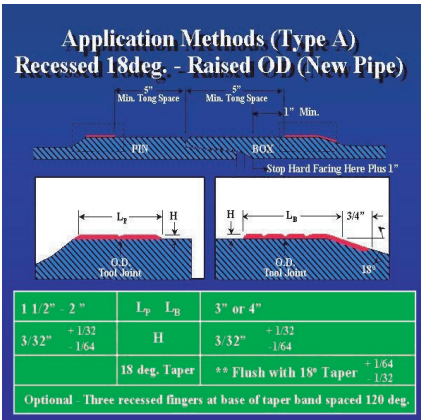 Application Methods (Type A)
Recessed 18deg. - Raised OD (New Pipe)
5" 5"
Min. Tong Space Min. Tong Space
1" Min.
PIN BOX
Stop Hard Facing Here Plus 1"
LP H H LB 3/4"
O.D. O.D.
Tool Joint Tool Joint
18°
1 1/2" - 2 " LP LB 3" or 4"
3/32" + 1/32 - 1/64 H 3/32" + 1/32 -1/64
18 deg. Taper ** Flush with 18º Taper + 1/64 - 1/32
Optional - Three recessed fingers at base of taper band spaced 120 deg.